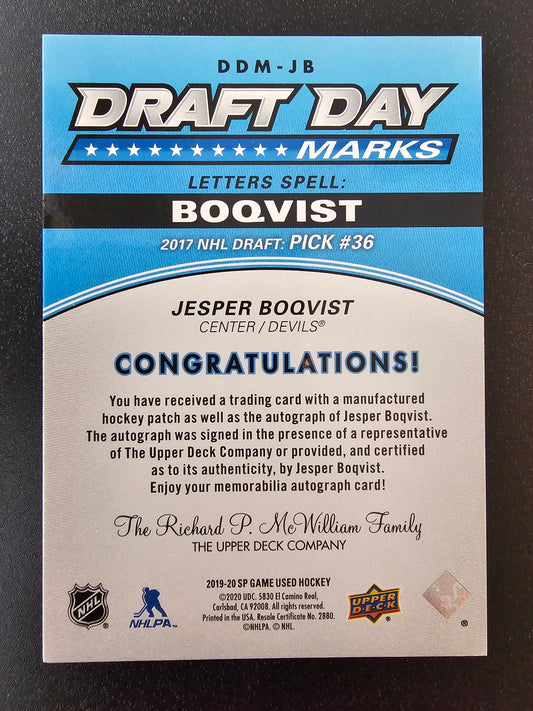 DDM-JB
DRAFT DAY
MARKS
LETTERS SPELL:
BOQVIST
2017 NHL DRAFT: PICK #36
JESPER BOQVIST
CENTER / DEVILS®
CONGRATULATIONS!
You have received a trading card with a manufactured
hockey patch as well as the autograph of Jesper Boqvist.
The autograph was signed in the presence of a representative
of The Upper Deck Company or provided, and certified
as to its authenticity, by Jesper Boqvist.
Enjoy your memorabilia autograph card!
The Richard P. McWilliam Family
THE UPPER DECK COMPANY
2019-20 SP GAME USED HOCKEY
©2020 UDC. 5830 El Camino Real,
Carlsbad, CA 92008. All rights reserved.
Printed in the USA. Resale Certificate No. 2880.
©NHLPA. © NHL.
NHL
NHLPA™
UPPER
DECK
®
®